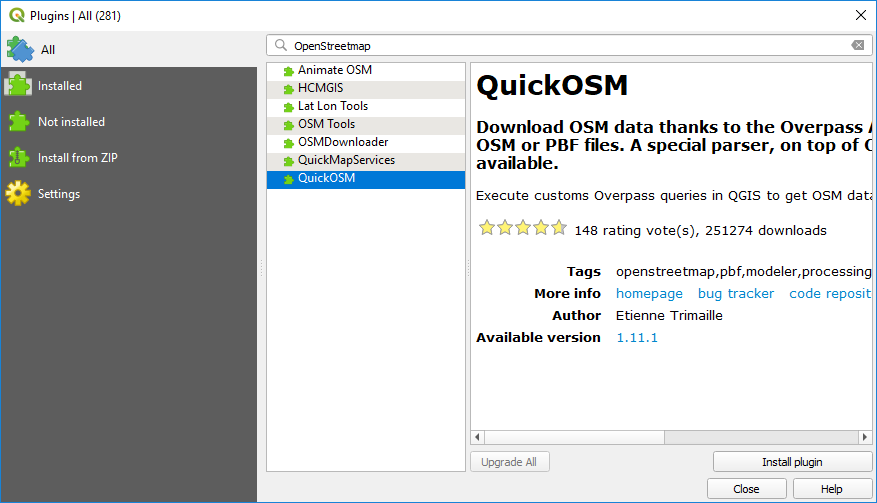 Plugins | All (281)
All
Installed
Not installed
Install from ZIP
Settings
OpenStreetmap
Animate OSM
HCMGIS
Lat Lon Tools
OSM Tools
OSMDownloader
QuickMapServices
QuickOSM
QuickOSM
Download OSM data thanks to the Overpass A
OSM or PBF files. A special parser, on top of O
available.
Execute customs Overpass queries in QGIS to get OSM data
148 rating vote(s), 251274 downloads
Tags openstreetmap,pbf,modeler,processing
More info homepage bug tracker code reposit
Author Etienne Trimaille
Available version 1.11.1
Upgrade All
Install plugin
Close
Help